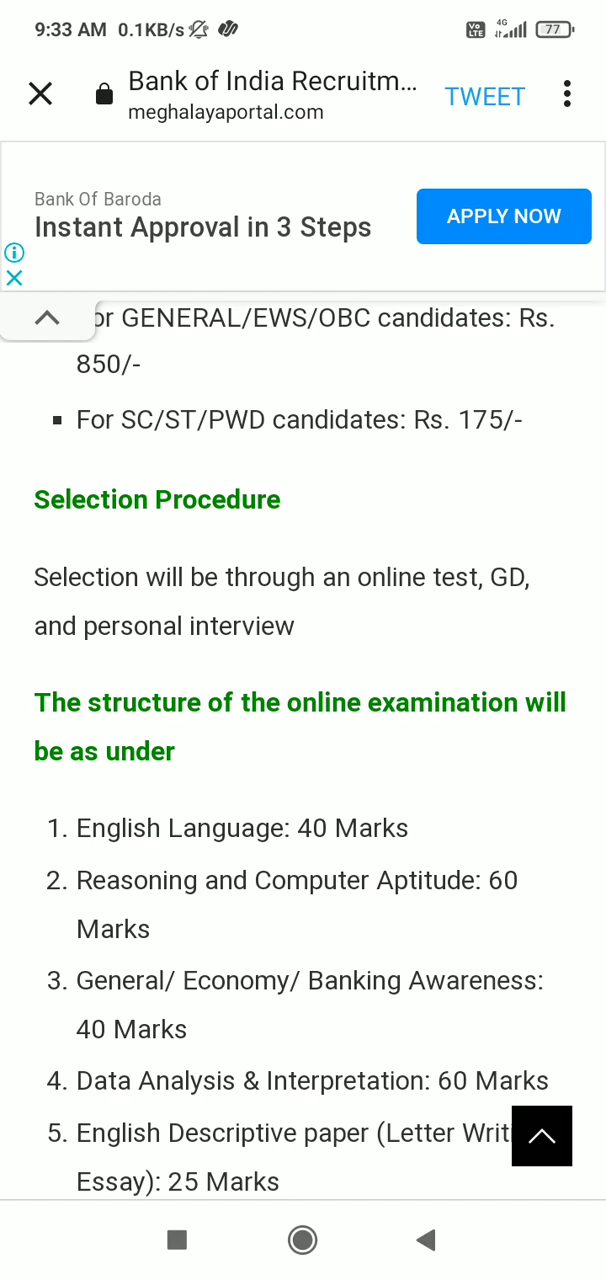 9:33 AM 0.1KB/s Vo LTE 4G 77
Bank of India Recruitm...
meghalayaportal.com
TWEET
Bank Of Baroda
Instant Approval in 3 Steps
APPLY NOW
or GENERAL/EWS/OBC candidates: Rs.
850/-
▪ For SC/ST/PWD candidates: Rs. 175/-
Selection Procedure
Selection will be through an online test, GD,
and personal interview
The structure of the online examination will
be as under
1. English Language: 40 Marks
2. Reasoning and Computer Aptitude: 60
Marks
3. General/ Economy/ Banking Awareness:
40 Marks
4. Data Analysis & Interpretation: 60 Marks
5. English Descriptive paper (Letter Writ
Essay): 25 Marks